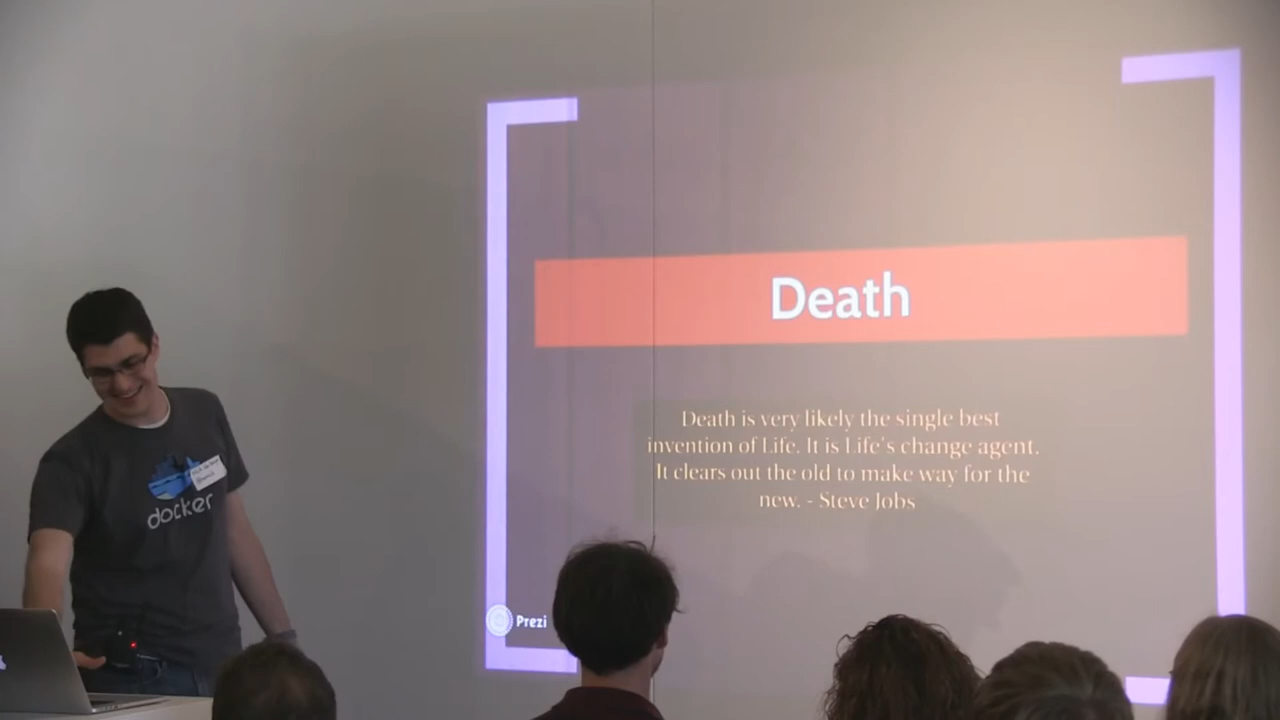 Death
Death is very likely the single best
invention of Life. It is Life's change agent.
It clears out the old to make way for the
new. - Steve Jobs
Prezi
docker